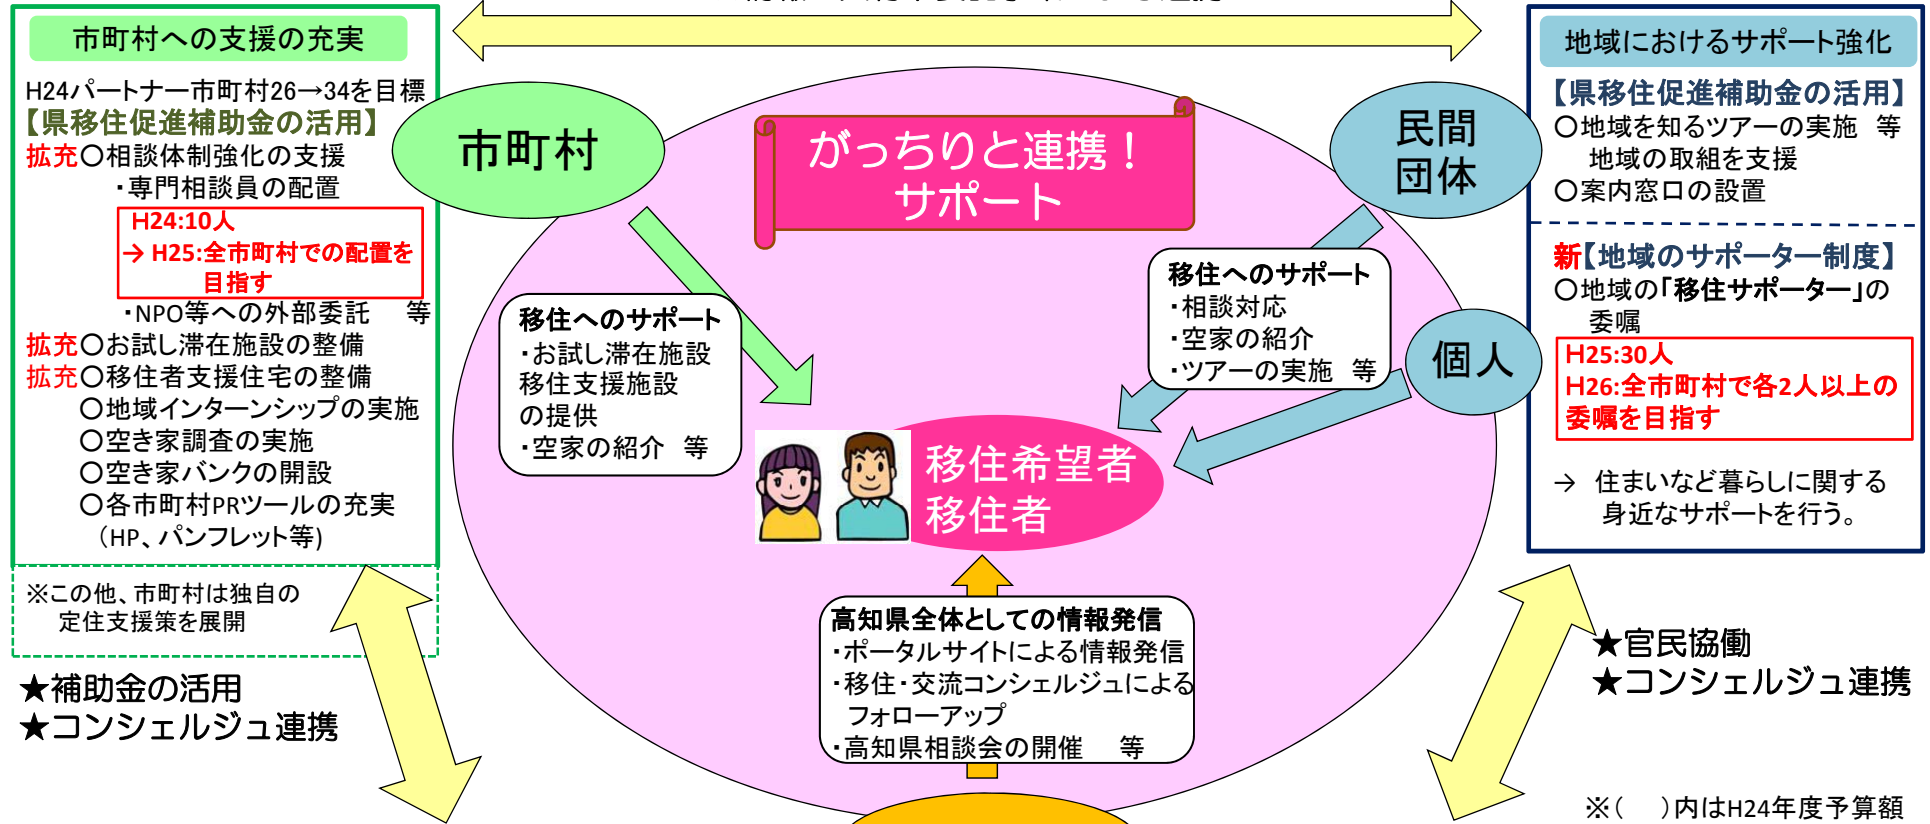 市町村への支援の充実
H24パートナー市町村26→34を目標
【県移住促進補助金の活用】
拡充〇相談体制強化の支援
・専門相談員の配置
H24:10人
→ H25:全市町村での配置を
目指す
・NPO等への外部委託　等
拡充〇お試し滞在施設の整備
拡充〇移住者支援住宅の整備
〇地域インターンシップの実施
〇空き家調査の実施
〇空き家バンクの開設
〇各市町村PRツールの充実
（HP、パンフレット等)
※この他、市町村は独自の
定住支援策を展開
★補助金の活用
★コンシェルジュ連携
市町村
がっちりと連携！
サポート
民間
団体
個人
移住へのサポート
・お試し滞在施設
移住支援施設
の提供
・空家の紹介　等
移住へのサポート
・相談対応
・空家の紹介
・ツアーの実施　等
移住希望者
移住者
高知県全体としての情報発信
・ポータルサイトによる情報発信
・移住・交流コンシェルジュによる
フォローアップ
・高知県相談会の開催　等
地域におけるサポート強化
【県移住促進補助金の活用】
〇地域を知るツアーの実施　等
地域の取組を支援
〇案内窓口の設置
新【地域のサポーター制度】
〇地域の「移住サポーター」の
委嘱
H25:30人
H26:全市町村で各2人以上の
委嘱を目指す
→　住まいなど暮らしに関する
身近なサポートを行う。
★官民協働
★コンシェルジュ連携
※(　　)内はH24年度予算額